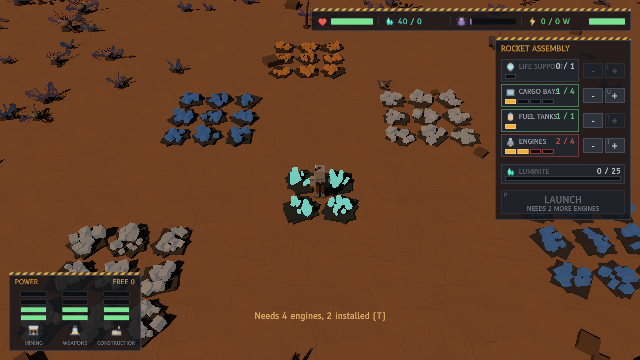 40 / 0
0 / 0 W
ROCKET ASSEMBLY
LIFE SUPPO 0 / 1
- +
CARGO BAYS 1 / 4
- +
FUEL TANKS 1 / 1
- +
ENGINES 2 / 4
- +
LUMINITE 0 / 25
P
LAUNCH
NEEDS 2 MORE ENGINES
POWER FREE 0
MINING WEAPONS CONSTRUCTION
Needs 4 engines, 2 installed [T]